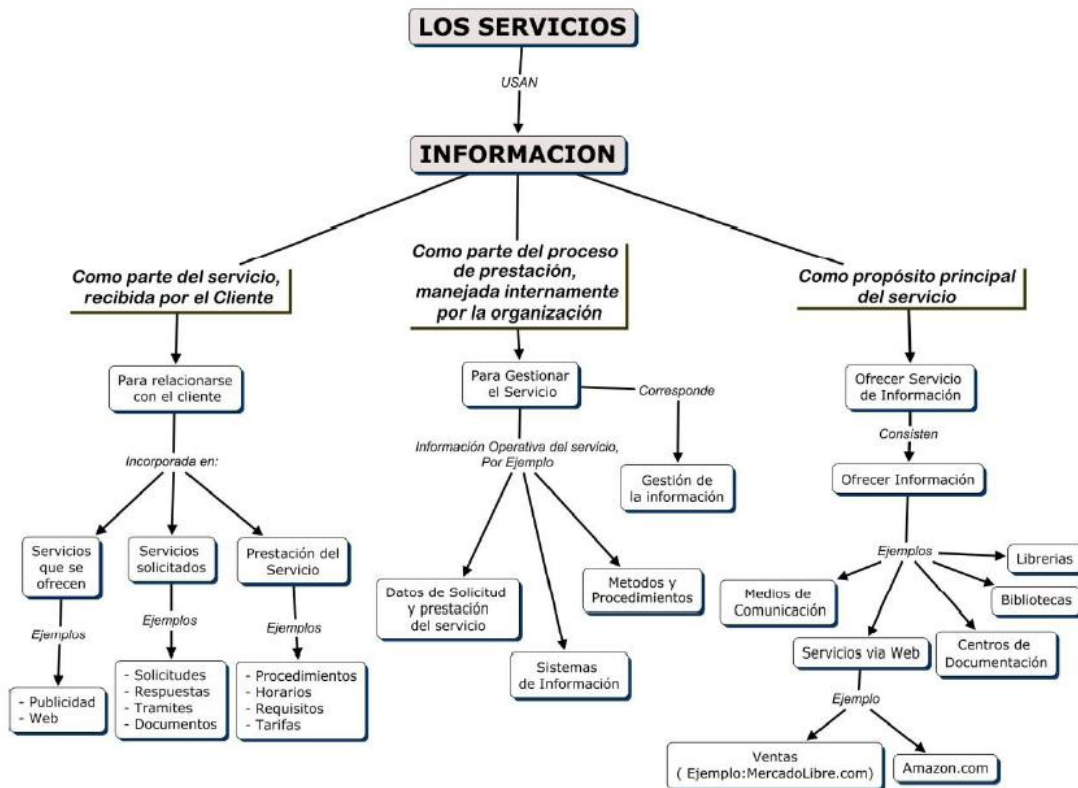 LOS SERVICIOS
USAN
INFORMACION
Como parte del servicio,
recibida por el Cliente
Para relacionarse
con el cliente
Incorporada en:
Servicios
que se
ofrecen
Ejemplos
- Publicidad
- Web
Servicios
solicitados
Ejemplos
- Solicitudes
- Respuestas
- Tramites
- Documentos
Prestación del
Servicio
Ejemplos
- Procedimientos
- Horarios
- Requisitos
- Tarifas
Como parte del proceso
de prestación,
manejada internamente
por la organización
Para Gestionar
el Servicio
Corresponde
Gestión de
la información
Información Operativa del servicio,
Por Ejemplo
Datos de Solicitud
y prestación
del servicio
Sistemas
de Información
Metodos y
Procedimientos
Como propósito principal
del servicio
Ofrecer Servicio
de Información
Consisten
Ofrecer Información
Ejemplos
Medios de
Comunicación
Servicios via Web
Centros de
Documentación
Bibliotecas
Librerias
Ejemplo
Ventas
( Ejemplo:MercadoLibre.com)
Amazon.com